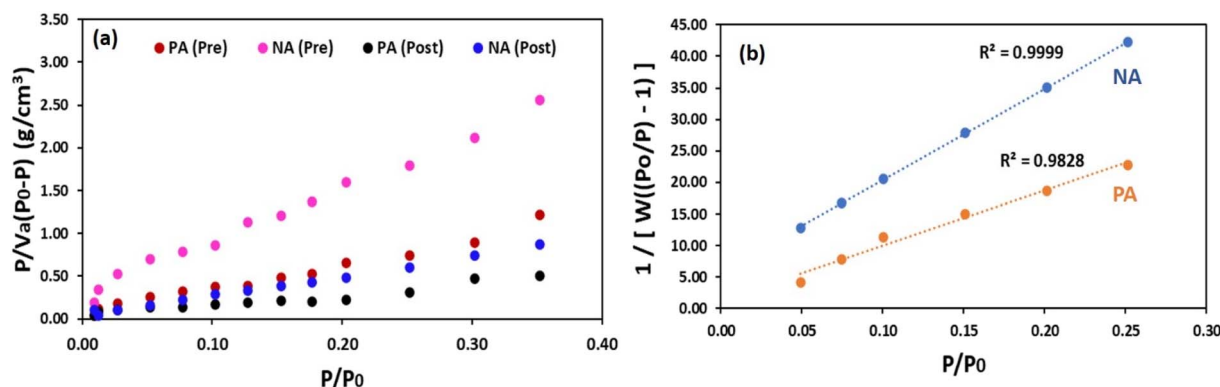 (a)
PA (Pre) NA (Pre) PA (Post) NA (Post)
P/Va(P0-P) (g/cm³)
3.50
3.00
2.50
2.00
1.50
1.00
0.50
0.00
0.00 0.10 0.20 0.30 0.40
P/P0
(b)
R² = 0.9999
NA
R² = 0.9828
PA
1 / [ W((Po/P) - 1) ]
45.00
40.00
35.00
30.00
25.00
20.00
15.00
10.00
5.00
0.00
0.00 0.05 0.10 0.15 0.20 0.25 0.30
P/P0